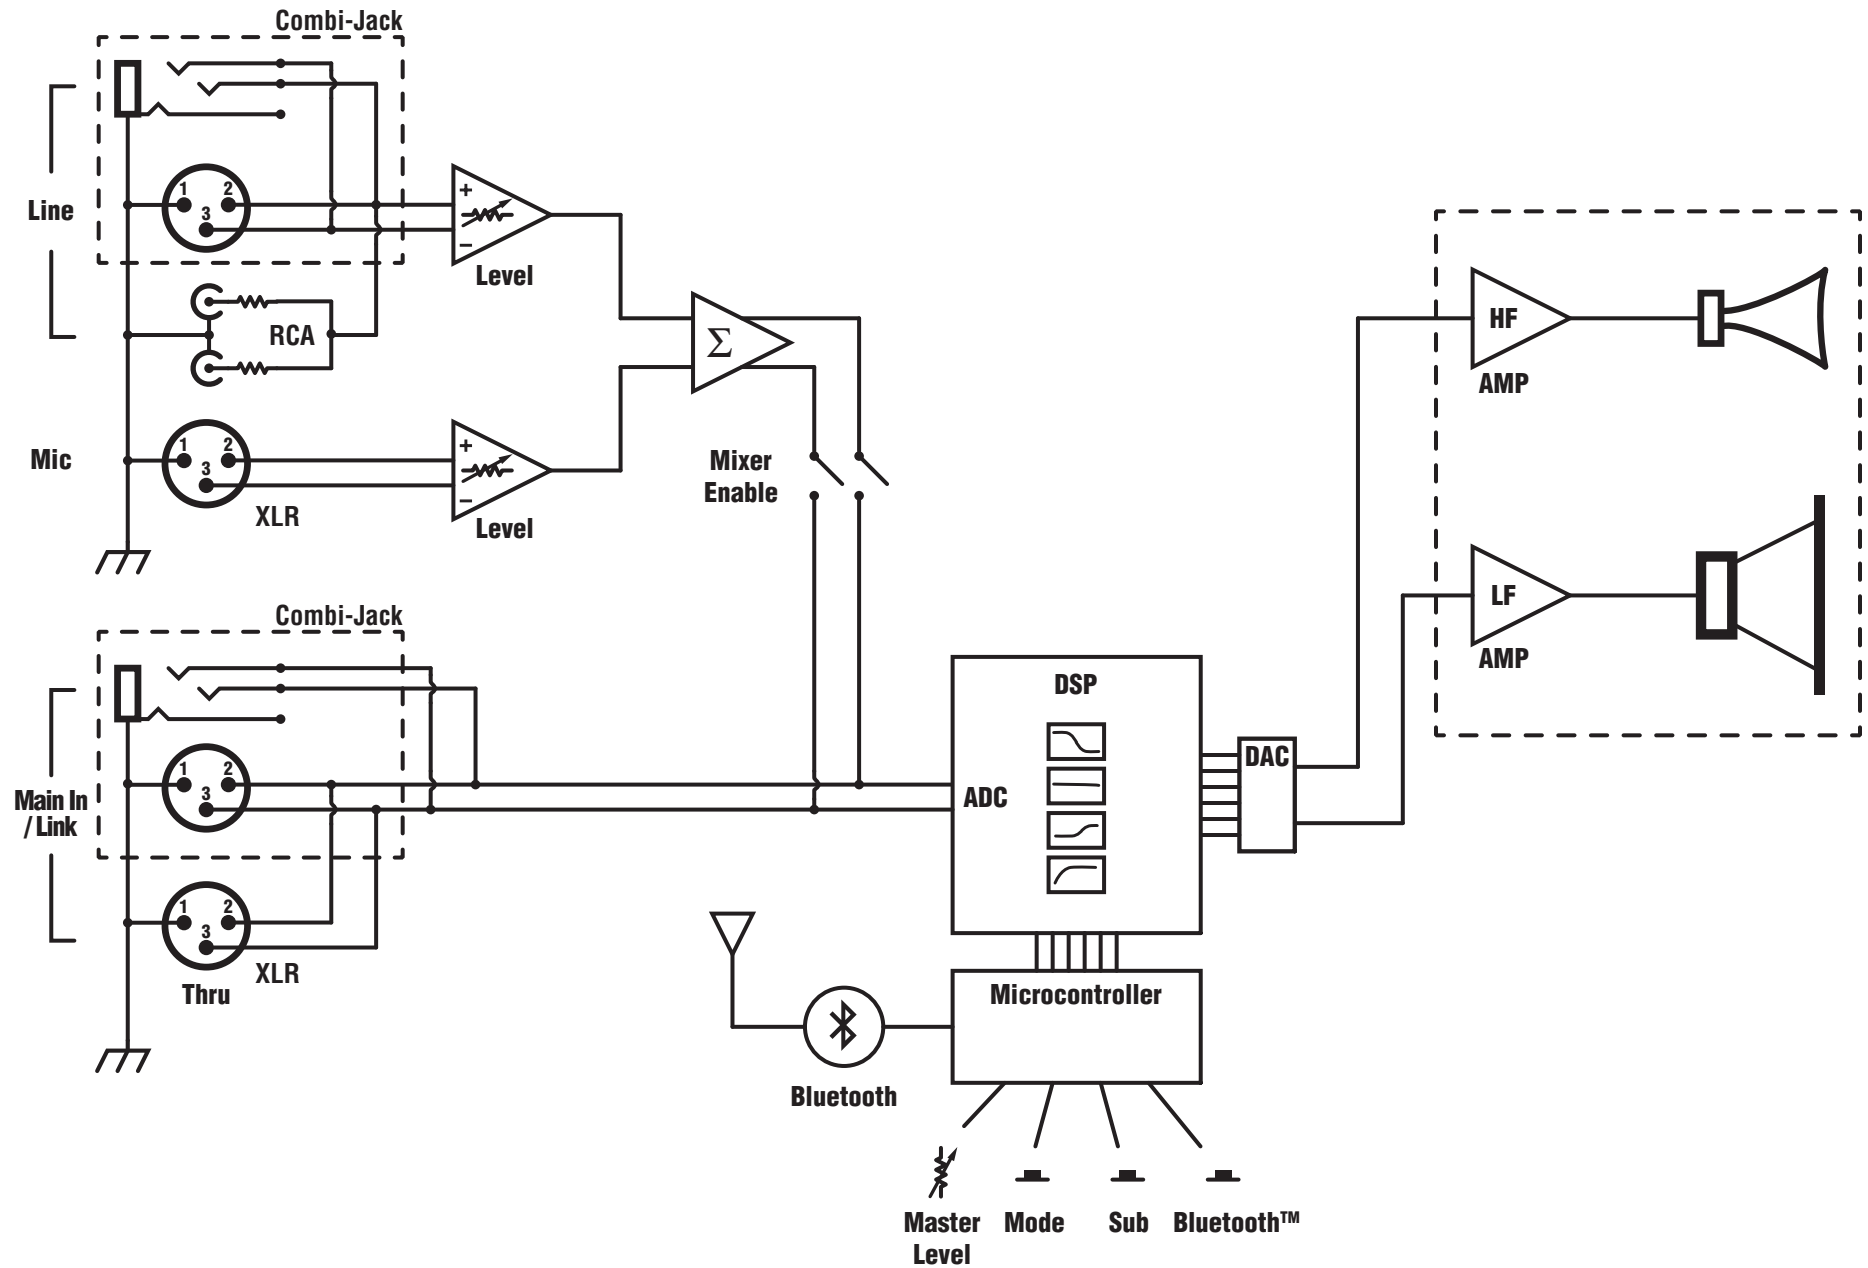 Combi-Jack
Line
1
2
3
+
−
Level
RCA
Σ
Mic
1
2
3
XLR
+
−
Level
Mixer
Enable
HF
AMP
LF
AMP
Combi-Jack
Main In
/ Link
1
2
3
1
2
3
XLR
Thru
DSP
ADC
DAC
Microcontroller
Bluetooth
Master
Level
Mode
Sub
Bluetooth™